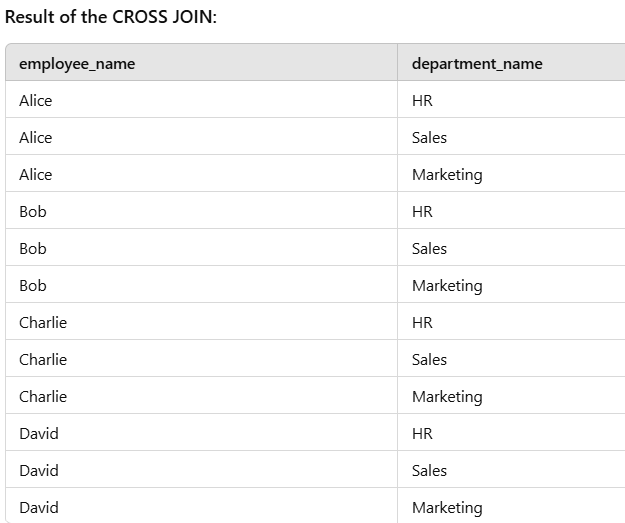 Result of the CROSS JOIN:
employee_name department_name
Alice HR
Alice Sales
Alice Marketing
Bob HR
Bob Sales
Bob Marketing
Charlie HR
Charlie Sales
Charlie Marketing
David HR
David Sales
David Marketing